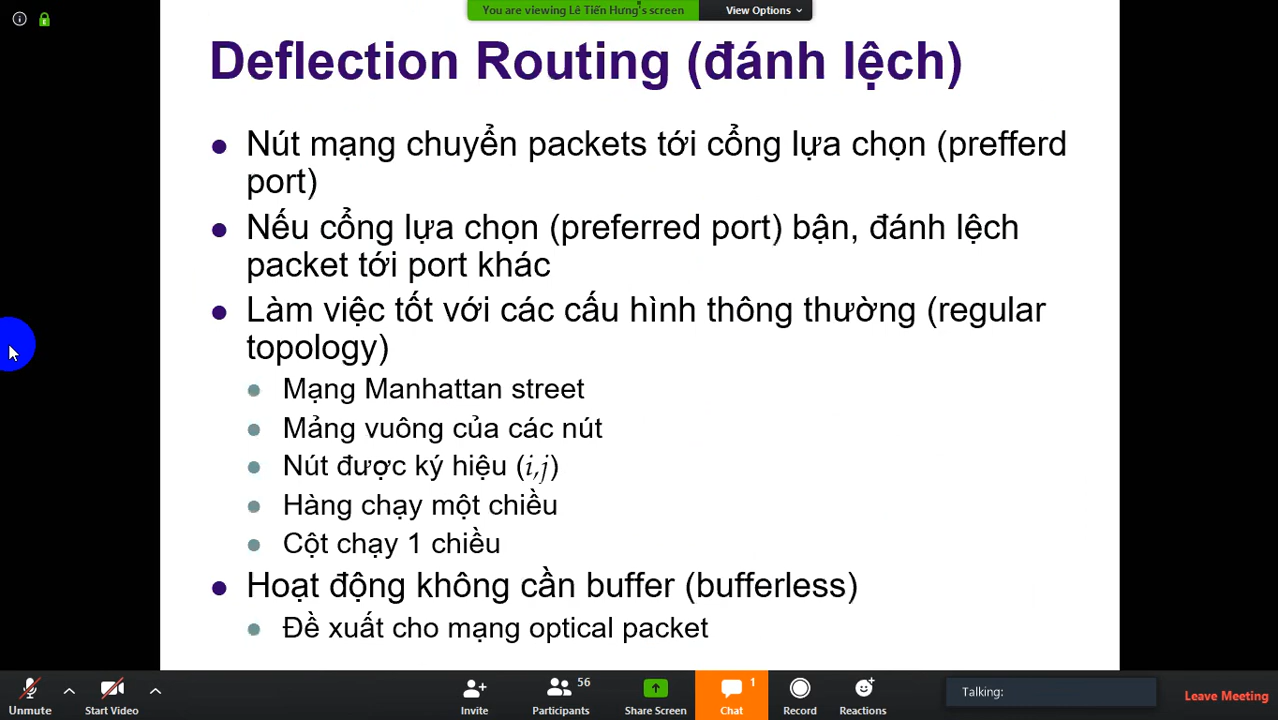 You are viewing Lê Tiến Hưng's screen
View Options
Deflection Routing (đánh lệch)
Nút mạng chuyển packets tới cổng lựa chọn (prefferd
port)
Nếu cổng lựa chọn (preferred port) bận, đánh lệch
packet tới port khác
Làm việc tốt với các cấu hình thông thường (regular
topology)
Mạng Manhattan street
Mảng vuông của các nút
Nút được ký hiệu (i,j)
Hàng chạy một chiều
Cột chạy 1 chiều
Hoạt động không cần buffer (bufferless)
Đề xuất cho mạng optical packet
Unmute
Start Video
Invite
56
Participants
Share Screen
1
Chat
Record
Reactions
Talking:
Leave Meeting